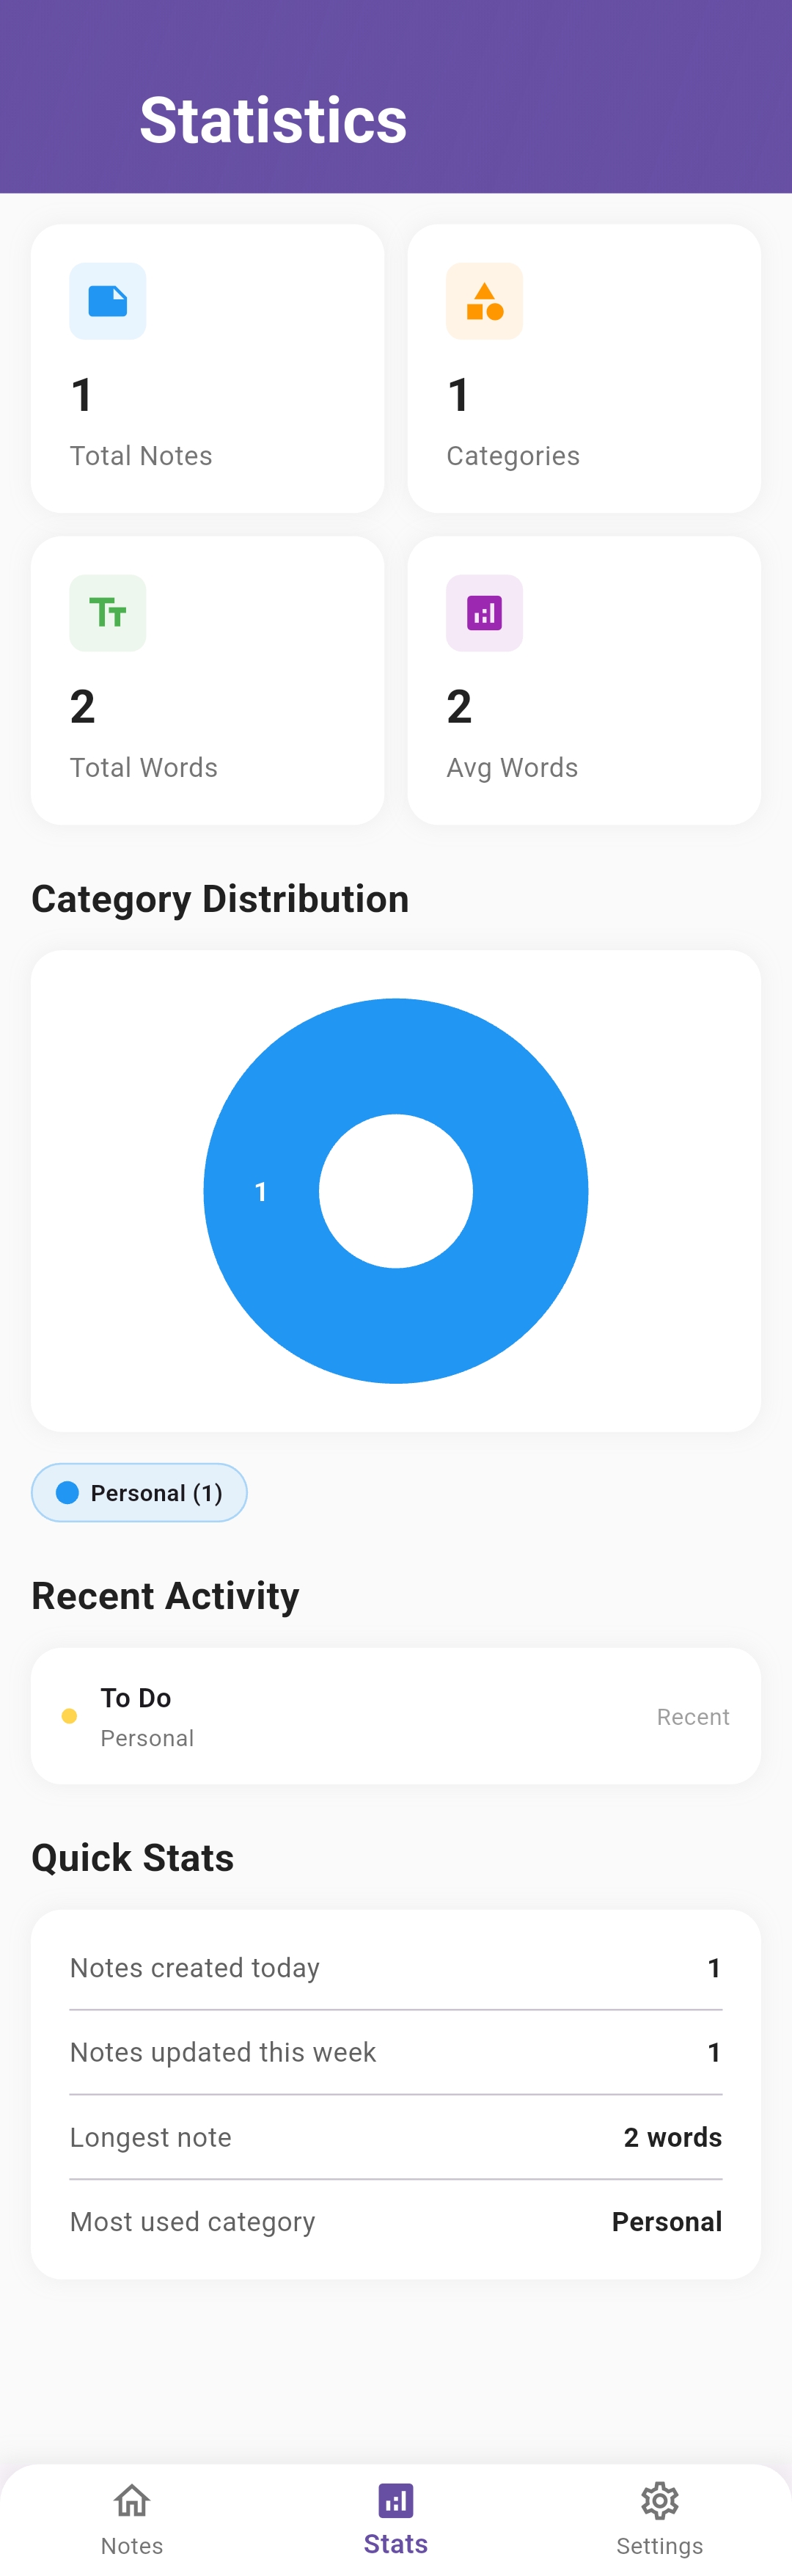 Statistics
1
Total Notes
1
Categories
2
Total Words
2
Avg Words
Category Distribution
1
Personal (1)
Recent Activity
To Do
Personal
Recent
Quick Stats
Notes created today 1
Notes updated this week 1
Longest note 2 words
Most used category Personal
Notes
Stats
Settings